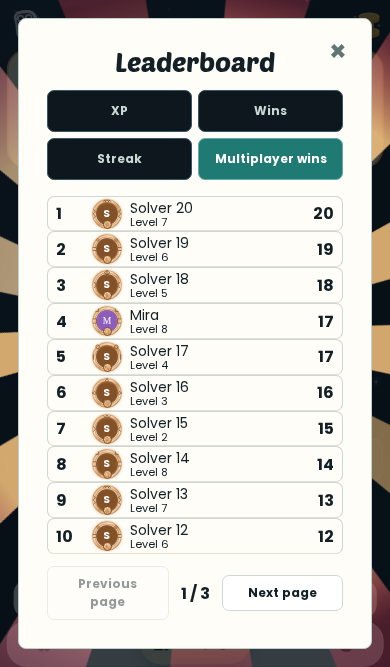 Leaderboard
✖
XP
Wins
Streak
Multiplayer wins
1 S Solver 20 20
Level 7
2 S Solver 19 19
Level 6
3 S Solver 18 18
Level 5
4 M Mira 17
Level 8
5 S Solver 17 17
Level 4
6 S Solver 16 16
Level 3
7 S Solver 15 15
Level 2
8 S Solver 14 14
Level 8
9 S Solver 13 13
Level 7
10 S Solver 12 12
Level 6
Previous
page
1 / 3
Next page